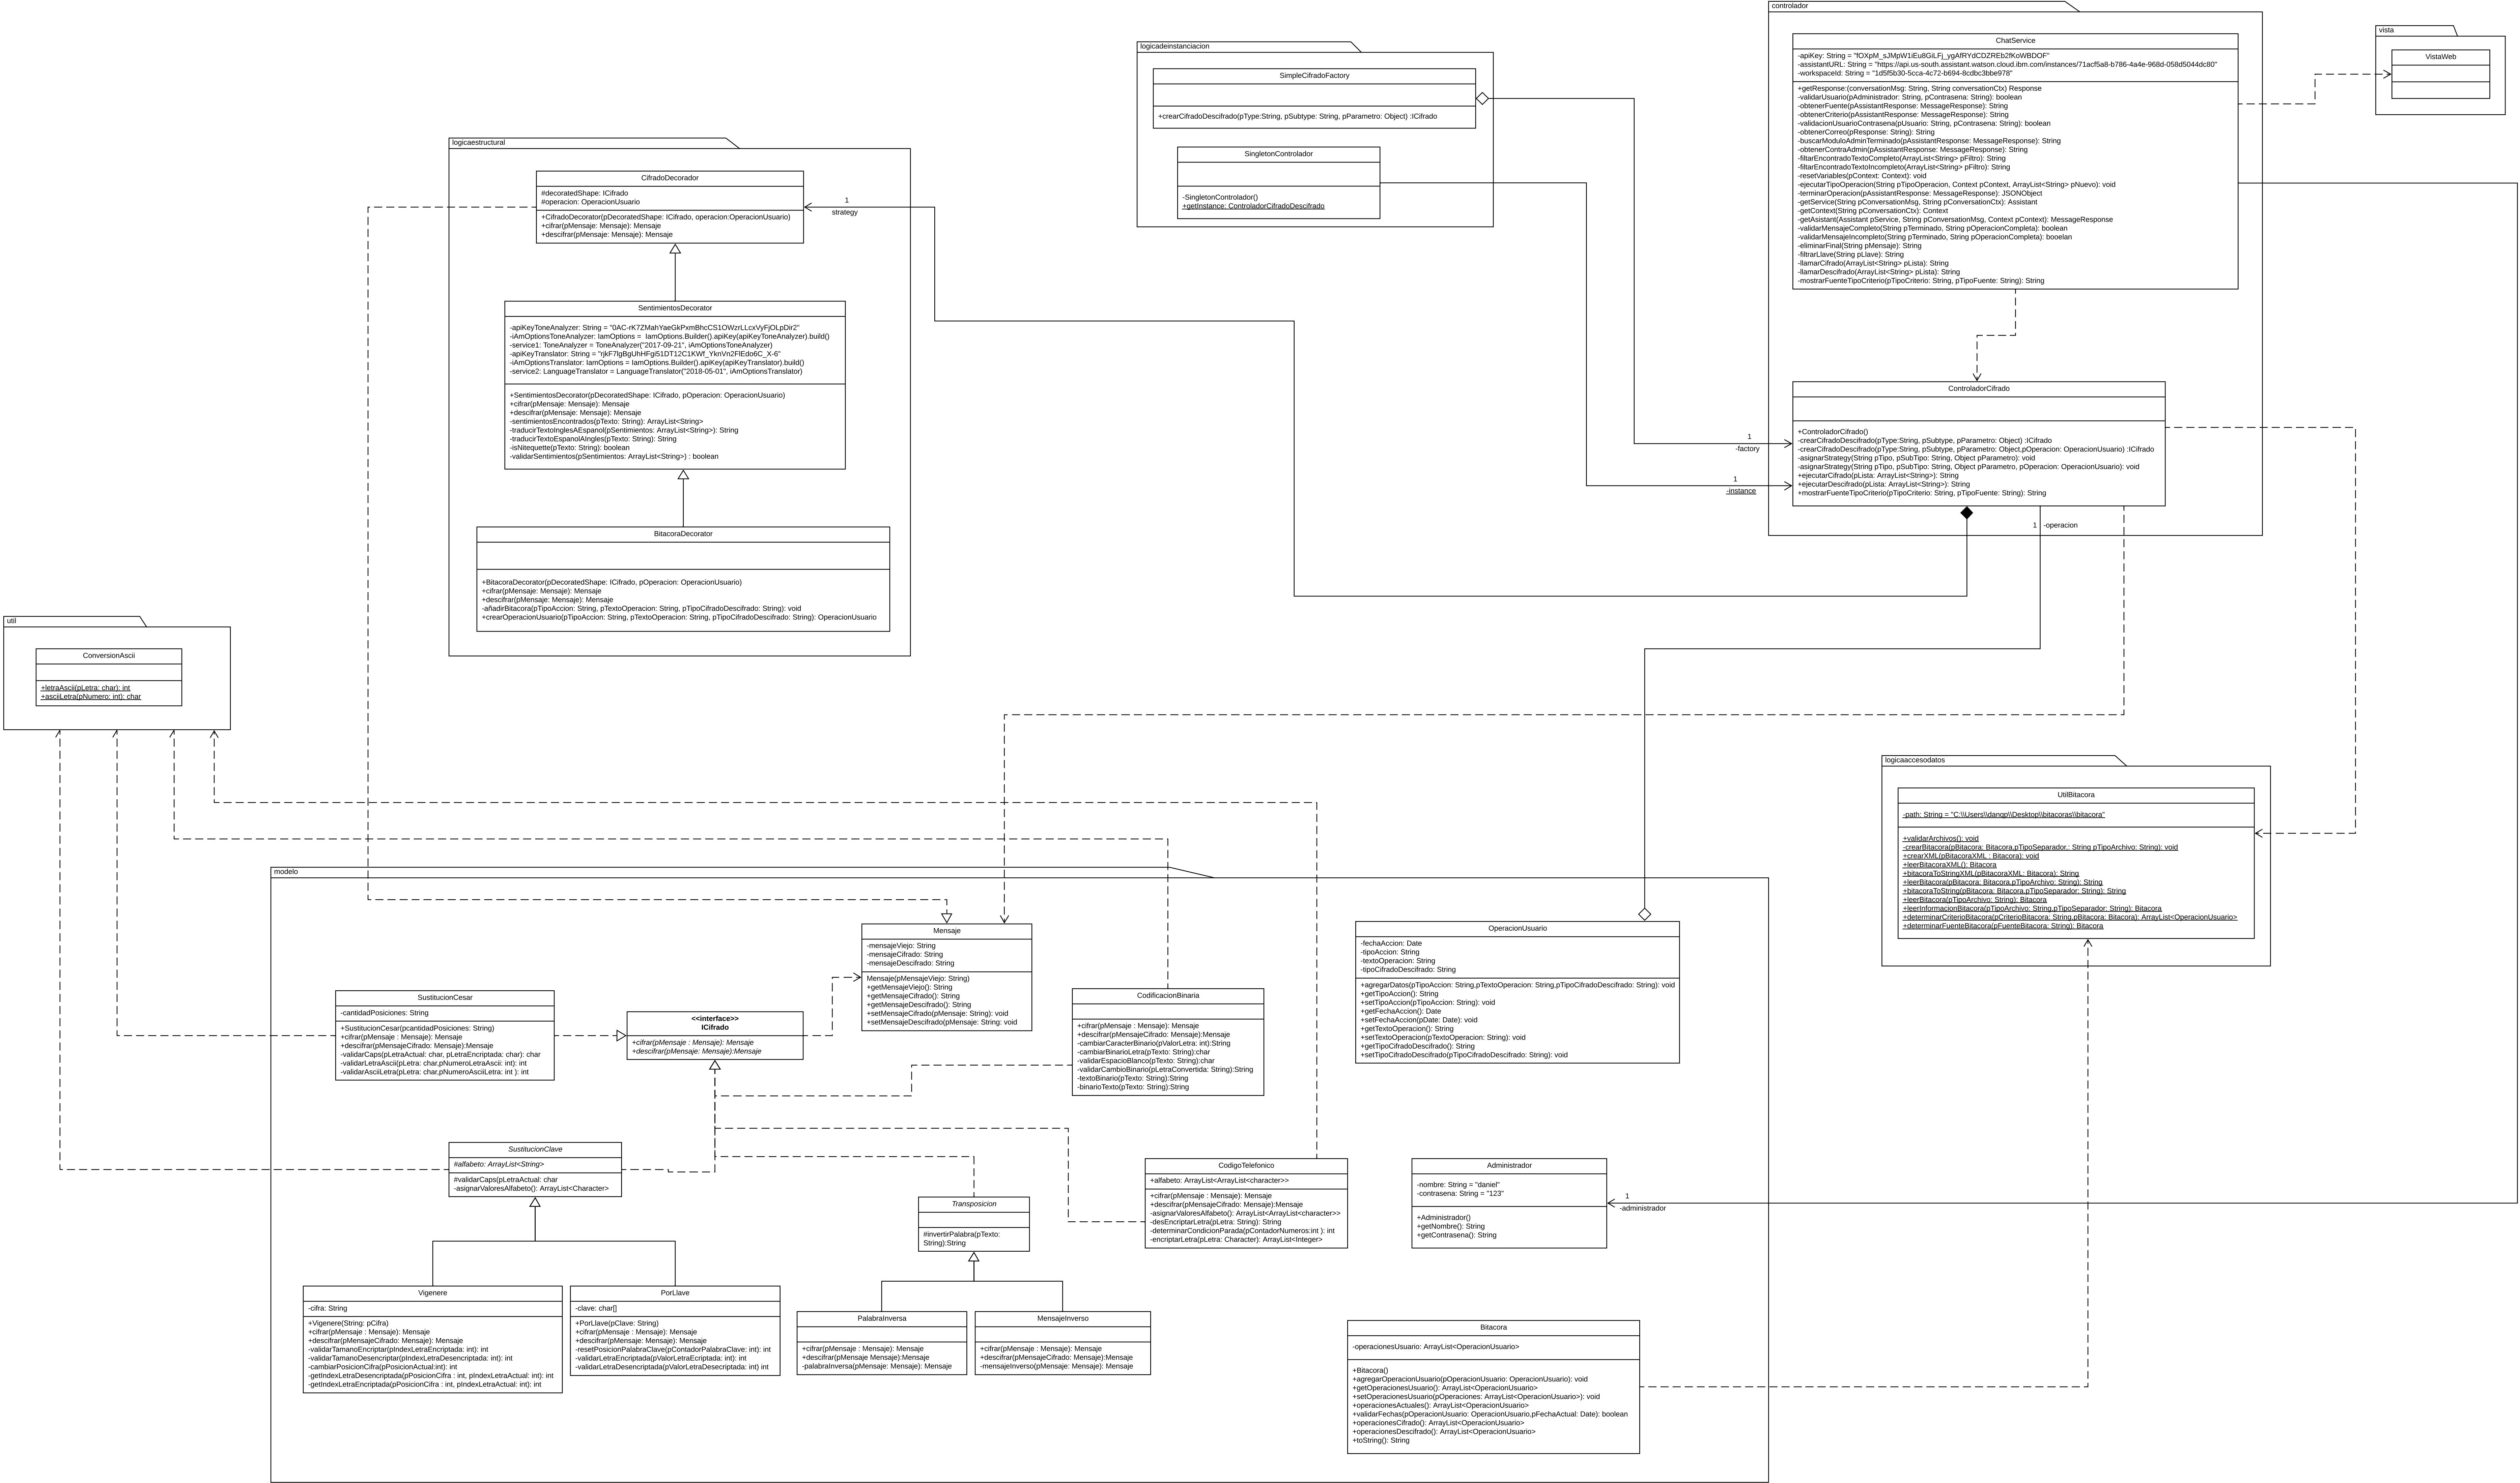 controlador
ChatService
-apiKey: String = "fOXpM_sJMpW1iEu8GiLFj_ygAfRYdCDZREb2fKoWBDOF"
-assistantURL: String = "https://api.us-south.assistant.watson.cloud.ibm.com/instances/71acf5a8-b786-4a4e-968d-058d5044dc80"
-workspaceId: String = "1d5f5b30-5cca-4c72-b694-8cdbc3bbe978"
+getResponse:(conversationMsg: String, String conversationCtx) Response
-validarUsuario(pAdministrador: String, pContrasena: String): boolean
-obtenerFuente(pAssistantResponse: MessageResponse): String
-obtenerCriterio(pAssistantResponse: MessageResponse): String
-validacionUsuarioContrasena(pUsuario: String, pContrasena: String): boolean
-obtenerCorreo(pResponse: String): String
-buscarModuloAdminTerminado(pAssistantResponse: MessageResponse): String
-obtenerContraAdmin(pAssistantResponse: MessageResponse): String
-filtarEncontradoTextoCompleto(ArrayList<String> pFiltro): String
-filtarEncontradoTextoIncompleto(ArrayList<String> pFiltro): String
-resetVariables(pContext: Context): void
-ejecutarTipoOperacion(String pTipoOperacion, Context pContext, ArrayList<String> pNuevo): void
-terminarOperacion(pAssistantResponse: MessageResponse): JSONObject
-getService(String pConversationMsg, String pConversationCtx): Assistant
-getContext(String pConversationCtx): Context
-getAsistant(Assistant pService, String pConversationMsg, Context pContext): MessageResponse
-validarMensajeCompleto(String pTerminado, String pOperacionCompleta): boolean
-validarMensajeIncompleto(String pTerminado, String pOperacionCompleta): booelan
-eliminarFinal(String pMensaje): String
-filtrarLlave(String pLlave): String
-llamarCifrado(ArrayList<String> pLista): String
-llamarDescifrado(ArrayList<String> pLista): String
-mostrarFuenteTipoCriterio(pTipoCriterio: String, pTipoFuente: String): String
vista
VistaWeb
logicadeinstanciacion
SimpleCifradoFactory
+crearCifradoDescifrado(pType:String, pSubtype: String, pParametro: Object) :ICifrado
SingletonControlador
-SingletonControlador()
+getInstance: ControladorCifradoDescifrado
logicaestructural
CifradoDecorador
#decoratedShape: ICifrado
#operacion: OperacionUsuario
+CifradoDecorador(pDecoratedShape: ICifrado, operacion:OperacionUsuario)
+cifrar(pMensaje: Mensaje): Mensaje
+descifrar(pMensaje: Mensaje): Mensaje
1
strategy
SentimientosDecorator
-apiKeyToneAnalyzer: String = "0AC-rK7ZMahYaeGkPxmBhcCS1OWzrLLcxVyFjOLpDir2"
-iAmOptionsToneAnalyzer: IamOptions =  IamOptions.Builder().apiKey(apiKeyToneAnalyzer).build()
-service1: ToneAnalyzer = ToneAnalyzer("2017-09-21", iAmOptionsToneAnalyzer)
-apiKeyTranslator: String = "rjkF7lgBgUhHFgi51DT12C1KWf_YknVn2FlEdo6C_X-6"
-iAmOptionsTranslator: IamOptions = IamOptions.Builder().apiKey(apiKeyTranslator).build()
-service2: LanguageTranslator = LanguageTranslator("2018-05-01", iAmOptionsTranslator)
+SentimientosDecorator(pDecoratedShape: ICifrado, pOperacion: OperacionUsuario)
+cifrar(pMensaje: Mensaje): Mensaje
+descifrar(pMensaje: Mensaje): Mensaje
-sentimientosEncontrados(pTexto: String): ArrayList<String>
-traducirTextoInglesAEspanol(pSentimientos: ArrayList<String>): String
-traducirTextoEspanolAIngles(pTexto: String): String
-isNitequette(pTexto: String): boolean
-validarSentimientos(pSentimientos: ArrayList<String>) : boolean
BitacoraDecorator
+BitacoraDecorator(pDecoratedShape: ICifrado, pOperacion: OperacionUsuario)
+cifrar(pMensaje: Mensaje): Mensaje
+descifrar(pMensaje: Mensaje): Mensaje
-añadirBitacora(pTipoAccion: String, pTextoOperacion: String, pTipoCifradoDescifrado: String): void
+crearOperacionUsuario(pTipoAccion: String, pTextoOperacion: String, pTipoCifradoDescifrado: String): OperacionUsuario
ControladorCifrado
+ControladorCifrado()
-crearCifradoDescifrado(pType:String, pSubtype, pParametro: Object) :ICifrado
-crearCifradoDescifrado(pType:String, pSubtype, pParametro: Object,pOperacion: OperacionUsuario) :ICifrado
-asignarStrategy(String pTipo, pSubTipo: String, Object pParametro): void
-asignarStrategy(String pTipo, pSubTipo: String, Object pParametro, pOperacion: OperacionUsuario): void
+ejecutarCifrado(pLista: ArrayList<String>): String
+ejecutarDescifrado(pLista: ArrayList<String>): String
+mostrarFuenteTipoCriterio(pTipoCriterio: String, pTipoFuente: String): String
1
-factory
1
-instance
1 -operacion
util
ConversionAscii
+letraAscii(pLetra: char): int
+asciiLetra(pNumero: int): char
logicaaccesodatos
UtilBitacora
-path: String = "C:\\Users\\danqp\\Desktop\\bitacoras\\bitacora"
+validarArchivos(): void
-crearBitacora(pBitacora: Bitacora,pTipoSeparador,: String pTipoArchivo: String): void
+crearXML(pBitacoraXML : Bitacora): void
+leerBitacoraXML(): Bitacora
+bitacoraToStringXML(pBitacoraXML: Bitacora): String
+leerBitacora(pBitacora: Bitacora,pTipoArchivo: String): String
+bitacoraToString(pBitacora: Bitacora,pTipoSeparador: String): String
+leerBitacora(pTipoArchivo: String): Bitacora
+leerInformacionBitacora(pTipoArchivo: String,pTipoSeparador: String): Bitacora
+determinarCriterioBitacora(pCriterioBitacora: String,pBitacora: Bitacora): ArrayList<OperacionUsuario>
+determinarFuenteBitacora(pFuenteBitacora: String): Bitacora
modelo
Mensaje
-mensajeViejo: String
-mensajeCifrado: String
-mensajeDescifrado: String
Mensaje(pMensajeViejo: String)
+getMensajeViejo(): String
+getMensajeCifrado(): String
+getMensajeDescifrado(): String
+setMensajeCifrado(pMensaje: String): void
+setMensajeDescifrado(pMensaje: String: void
OperacionUsuario
-fechaAccion: Date
-tipoAccion: String
-textoOperacion: String
-tipoCifradoDescifrado: String
+agregarDatos(pTipoAccion: String,pTextoOperacion: String,pTipoCifradoDescifrado: String): void
+getTipoAccion(): String
+setTipoAccion(pTipoAccion: String): void
+getFechaAccion(): Date
+setFechaAccion(pDate: Date): void
+getTextoOperacion(): String
+setTextoOperacion(pTextoOperacion: String): void
+getTipoCifradoDescifrado(): String
+setTipoCifradoDescifrado(pTipoCifradoDescifrado: String): void
SustitucionCesar
-cantidadPosiciones: String
+SustitucionCesar(pcantidadPosiciones: String)
+cifrar(pMensaje : Mensaje): Mensaje
+descifrar(pMensajeCifrado: Mensaje):Mensaje
-validarCaps(pLetraActual: char, pLetraEncriptada: char): char
-validarLetraAscii(pLetra: char,pNumeroLetraAscii: int): int
-validarAsciiLetra(pLetra: char,pNumeroAsciiLetra: int ): int
<<interface>>
ICifrado
+cifrar(pMensaje : Mensaje): Mensaje
+descifrar(pMensaje: Mensaje):Mensaje
CodificacionBinaria
+cifrar(pMensaje : Mensaje): Mensaje
+descifrar(pMensajeCifrado: Mensaje):Mensaje
-cambiarCaracterBinario(pValorLetra: int):String
-cambiarBinarioLetra(pTexto: String):char
-validarEspacioBlanco(pTexto: String):char
-validarCambioBinario(pLetraConvertida: String):String
-textoBinario(pTexto: String):String
-binarioTexto(pTexto: String):String
SustitucionClave
#alfabeto: ArrayList<String>
#validarCaps(pLetraActual: char
-asignarValoresAlfabeto(): ArrayList<Character>
Transposicion
#invertirPalabra(pTexto:
String):String
CodigoTelefonico
+alfabeto: ArrayList<ArrayList<character>>
+cifrar(pMensaje : Mensaje): Mensaje
+descifrar(pMensajeCifrado: Mensaje):Mensaje
-asignarValoresAlfabeto(): ArrayList<ArrayList<character>>
-desEncriptarLetra(pLetra: String): String
-determinarCondicionParada(pContadorNumeros:int ): int
-encriptarLetra(pLetra: Character): ArrayList<Integer>
Administrador
-nombre: String = "daniel"
-contrasena: String = "123"
+Administrador()
+getNombre(): String
+getContrasena(): String
1
-administrador
Vigenere
-cifra: String
+Vigenere(String: pCifra)
+cifrar(pMensaje : Mensaje): Mensaje
+descifrar(pMensajeCifrado: Mensaje): Mensaje
-validarTamanoEncriptar(pIndexLetraEncriptada: int): int
-validarTamanoDesencriptar(pIndexLetraDesencriptada: int): int
-cambiarPosicionCifra(pPosicionActual:int): int
-getIndexLetraDesencriptada(pPosicionCifra : int, pIndexLetraActual: int): int
-getIndexLetraEncriptada(pPosicionCifra : int, pIndexLetraActual: int): int
PorLlave
-clave: char[]
+PorLlave(pClave: String)
+cifrar(pMensaje : Mensaje): Mensaje
+descifrar(pMensaje: Mensaje): Mensaje
-resetPosicionPalabraClave(pContadorPalabraClave: int): int
-validarLetraEncriptada(pValorLetraEcriptada: int): int
-validarLetraDesencriptada(pValorLetraDesecriptada: int) int
PalabraInversa
+cifrar(pMensaje : Mensaje): Mensaje
+descifrar(pMensaje Mensaje):Mensaje
-palabraInversa(pMensaje: Mensaje): Mensaje
MensajeInverso
+cifrar(pMensaje : Mensaje): Mensaje
+descifrar(pMensajeCifrado: Mensaje):Mensaje
-mensajeInverso(pMensaje: Mensaje): Mensaje
Bitacora
-operacionesUsuario: ArrayList<OperacionUsuario>
+Bitacora()
+agregarOperacionUsuario(pOperacionUsuario: OperacionUsuario): void
+getOperacionesUsuario(): ArrayList<OperacionUsuario>
+setOperacionesUsuario(pOperaciones: ArrayList<OperacionUsuario>): void
+operacionesActuales(): ArrayList<OperacionUsuario>
+validarFechas(pOperacionUsuario: OperacionUsuario,pFechaActual: Date): boolean
+operacionesCifrado(): ArrayList<OperacionUsuario>
+operacionesDescifrado(): ArrayList<OperacionUsuario>
+toString(): String